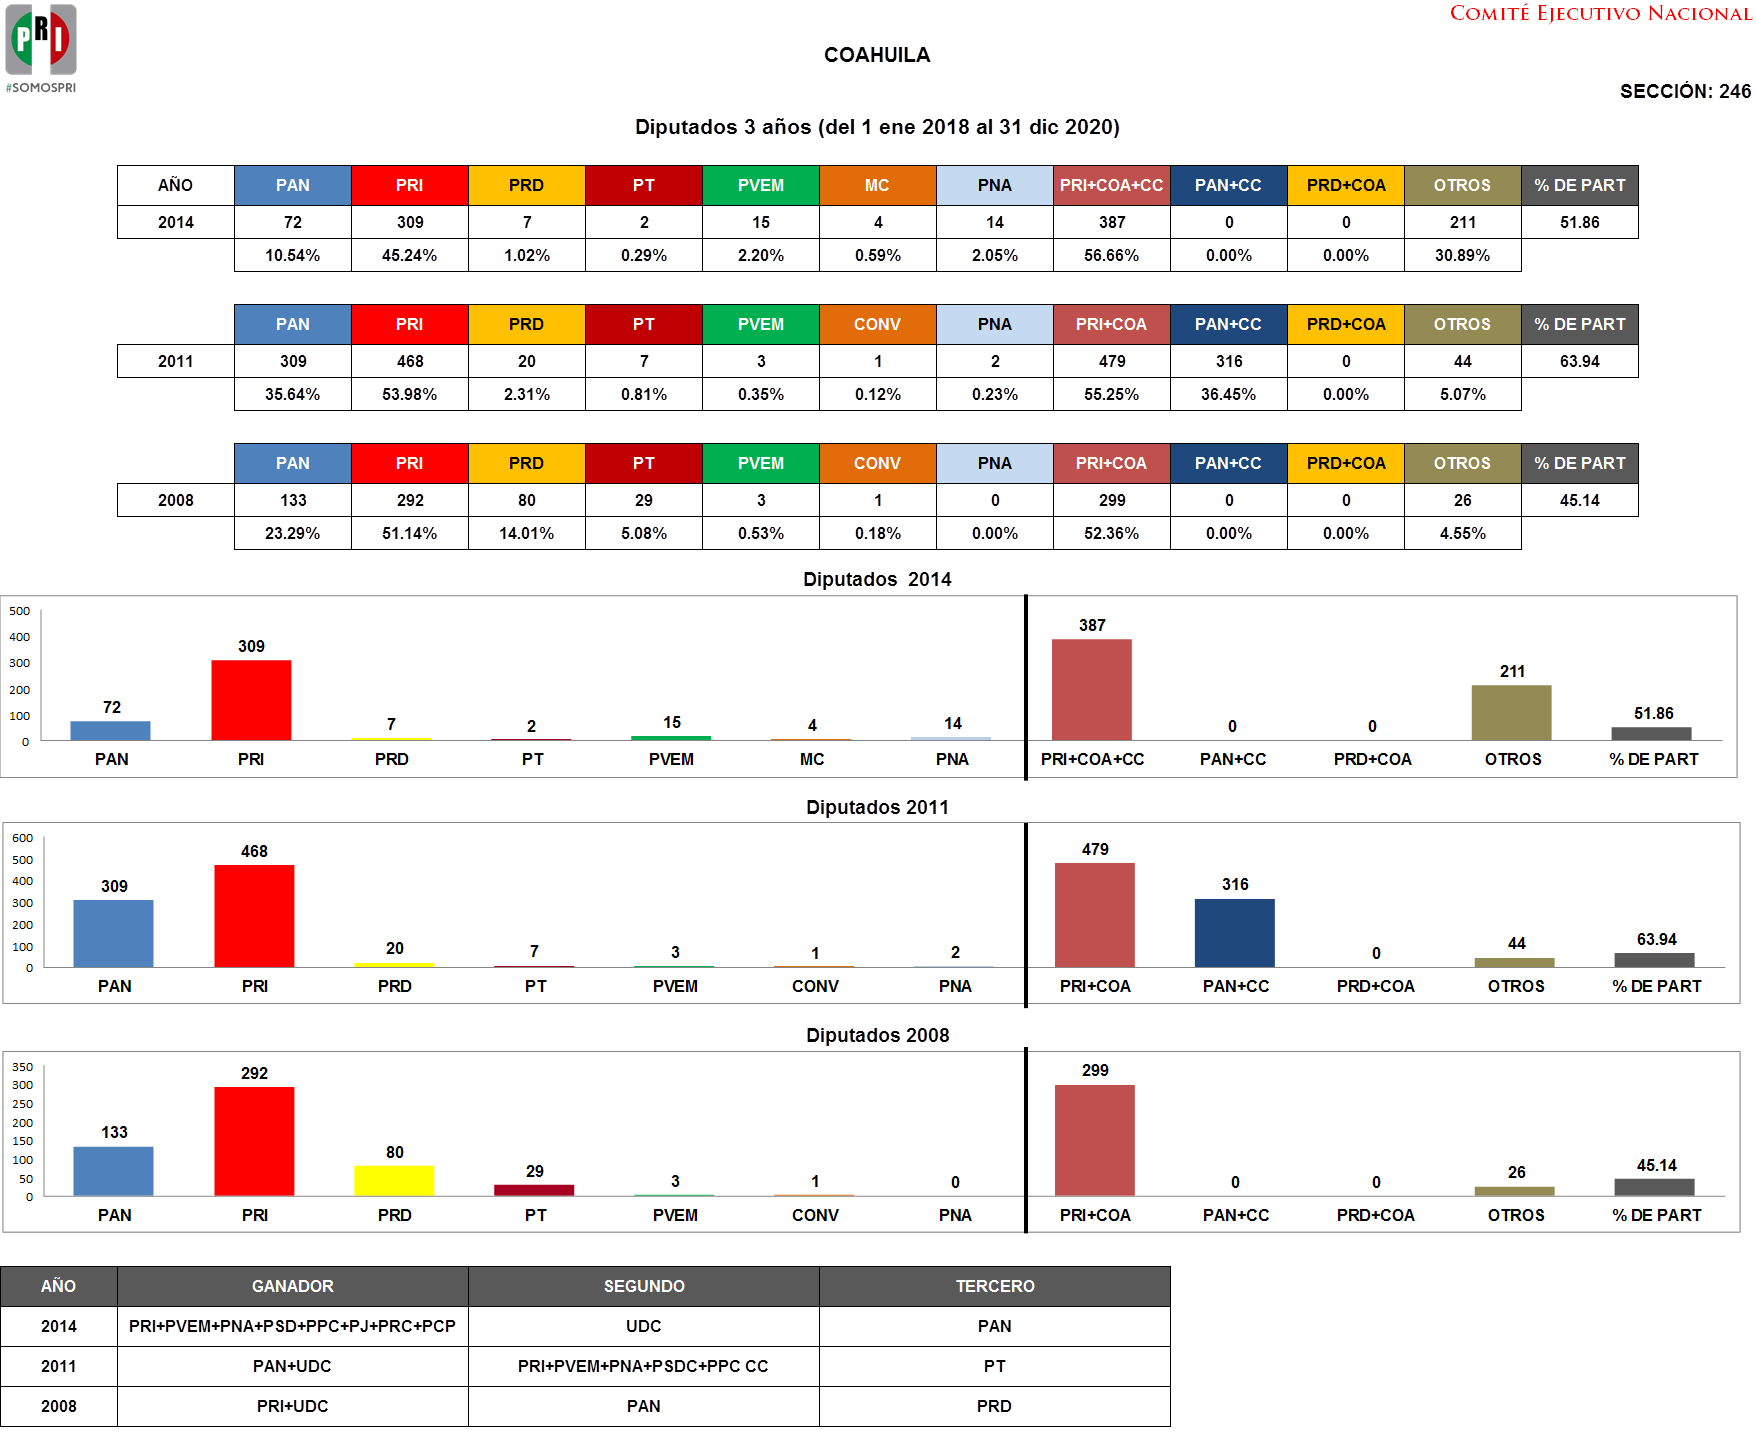 PRI
#SOMOSPRI
COMITÉ EJECUTIVO NACIONAL
COAHUILA
SECCIÓN: 246
Diputados 3 años (del 1 ene 2018 al 31 dic 2020)
AÑO PAN PRI PRD PT PVEM MC PNA PRI+COA+CC PAN+CC PRD+COA OTROS % DE PART
2014 72 309 7 2 15 4 14 387 0 0 211 51.86
10.54% 45.24% 1.02% 0.29% 2.20% 0.59% 2.05% 56.66% 0.00% 0.00% 30.89%
PAN PRI PRD PT PVEM CONV PNA PRI+COA PAN+CC PRD+COA OTROS % DE PART
2011 309 468 20 7 3 1 2 479 316 0 44 63.94
35.64% 53.98% 2.31% 0.81% 0.35% 0.12% 0.23% 55.25% 36.45% 0.00% 5.07%
PAN PRI PRD PT PVEM CONV PNA PRI+COA PAN+CC PRD+COA OTROS % DE PART
2008 133 292 80 29 3 1 0 299 0 0 26 45.14
23.29% 51.14% 14.01% 5.08% 0.53% 0.18% 0.00% 52.36% 0.00% 0.00% 4.55%
Diputados  2014
500
400
300
200
100
0
72 309 7 2 15 4 14 387 0 0 211 51.86
PAN PRI PRD PT PVEM MC PNA PRI+COA+CC PAN+CC PRD+COA OTROS % DE PART
Diputados 2011
600
500
400
300
200
100
0
309 468 20 7 3 1 2 479 316 0 44 63.94
PAN PRI PRD PT PVEM CONV PNA PRI+COA PAN+CC PRD+COA OTROS % DE PART
Diputados 2008
350
300
250
200
150
100
50
0
133 292 80 29 3 1 0 299 0 0 26 45.14
PAN PRI PRD PT PVEM CONV PNA PRI+COA PAN+CC PRD+COA OTROS % DE PART
AÑO GANADOR SEGUNDO TERCERO
2014 PRI+PVEM+PNA+PSD+PPC+PJ+PRC+PCP UDC PAN
2011 PAN+UDC PRI+PVEM+PNA+PSDC+PPC CC PT
2008 PRI+UDC PAN PRD